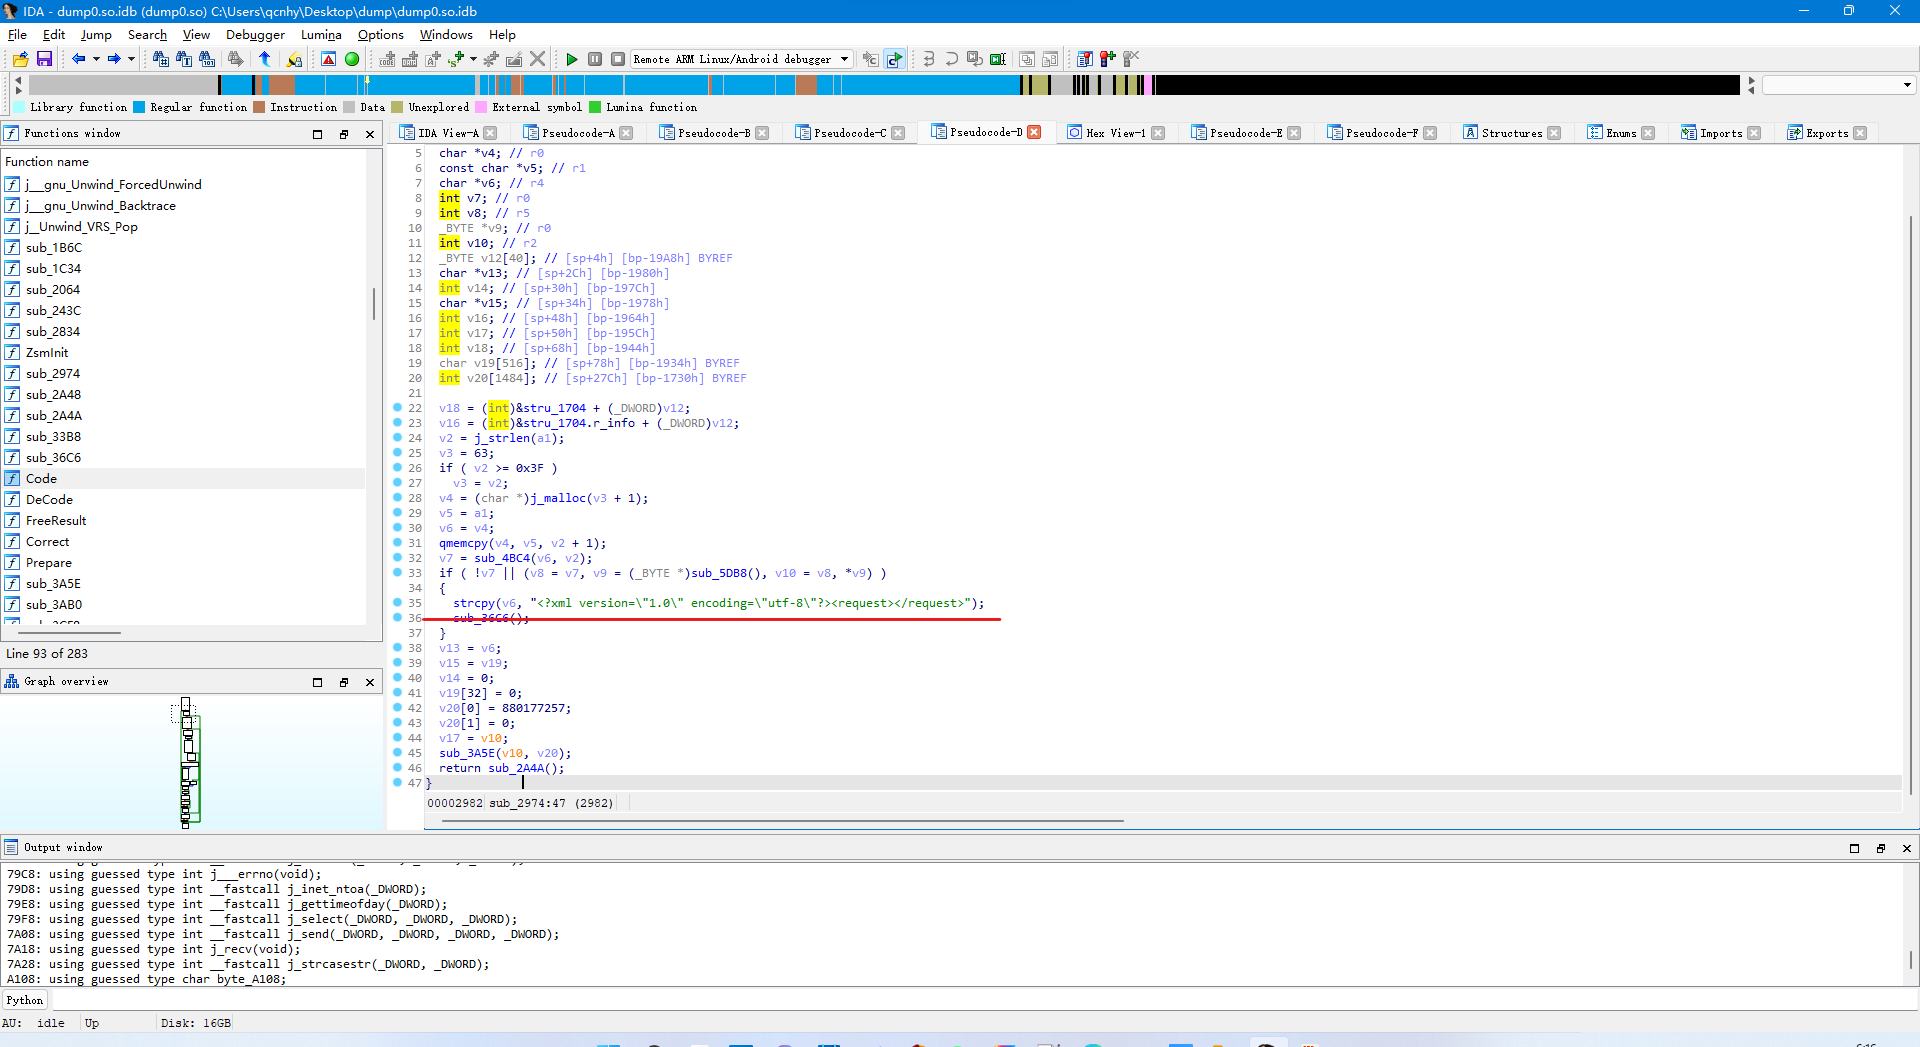 IDA - dump0.so.idb (dump0.so) C:\Users\qcnhy\Desktop\dump\dump0.so.idb
File Edit Jump Search View Debugger Lumina Options Windows Help
Remote ARM Linux/Android debugger
Library function Regular function Instruction Data Unexplored External symbol Lumina function
Functions window
Function name
j___gnu_Unwind_ForcedUnwind
j___gnu_Unwind_Backtrace
j__Unwind_VRS_Pop
sub_1B6C
sub_1C34
sub_2064
sub_243C
sub_2834
ZsmInit
sub_2974
sub_2A48
sub_2A4A
sub_33B8
sub_36C6
Code
DeCode
FreeResult
Correct
Prepare
sub_3A5E
sub_3AB0
Line 93 of 283
Graph overview
IDA View-A Pseudocode-A Pseudocode-B Pseudocode-C Pseudocode-D Hex View-1 Pseudocode-E Pseudocode-F Structures Enums Imports Exports
5 char *v4; // r0
6 const char *v5; // r1
7 char *v6; // r4
8 int v7; // r0
9 int v8; // r5
10 _BYTE *v9; // r0
11 int v10; // r2
12 _BYTE v12[40]; // [sp+4h] [bp-19A8h] BYREF
13 char *v13; // [sp+2Ch] [bp-1980h]
14 int v14; // [sp+30h] [bp-197Ch]
15 char *v15; // [sp+34h] [bp-1978h]
16 int v16; // [sp+48h] [bp-1964h]
17 int v17; // [sp+50h] [bp-195Ch]
18 int v18; // [sp+68h] [bp-1944h]
19 char v19[516]; // [sp+78h] [bp-1934h] BYREF
20 int v20[1484]; // [sp+27Ch] [bp-1730h] BYREF
21
22 v18 = (int)&stru_1704 + (_DWORD)v12;
23 v16 = (int)&stru_1704.r_info + (_DWORD)v12;
24 v2 = j_strlen(a1);
25 v3 = 63;
26 if ( v2 >= 0x3F )
27 v3 = v2;
28 v4 = (char *)j_malloc(v3 + 1);
29 v5 = a1;
30 v6 = v4;
31 qmemcpy(v4, v5, v2 + 1);
32 v7 = sub_4BC4(v6, v2);
33 if ( !v7 || (v8 = v7, v9 = (_BYTE *)sub_5DB8(), v10 = v8, *v9) )
34 {
35 strcpy(v6, "<?xml version=\"1.0\" encoding=\"utf-8\"?><request></request>");
36 sub_36C6();
37 }
38 v13 = v6;
39 v15 = v19;
40 v14 = 0;
41 v19[32] = 0;
42 v20[0] = 880177257;
43 v20[1] = 0;
44 v17 = v10;
45 sub_3A5E(v10, v20);
46 return sub_2A4A();
47 }
00002982 sub_2974:47 (2982)
Output window
79C8: using guessed type int j___errno(void);
79D8: using guessed type int __fastcall j_inet_ntoa(_DWORD);
79E8: using guessed type int __fastcall j_gettimeofday(_DWORD);
79F8: using guessed type int __fastcall j_select(_DWORD, _DWORD, _DWORD);
7A08: using guessed type int __fastcall j_send(_DWORD, _DWORD, _DWORD, _DWORD);
7A18: using guessed type int j_recv(void);
7A28: using guessed type int __fastcall j_strcasestr(_DWORD, _DWORD);
A108: using guessed type char byte_A108;
Python
AU: idle Up Disk: 16GB